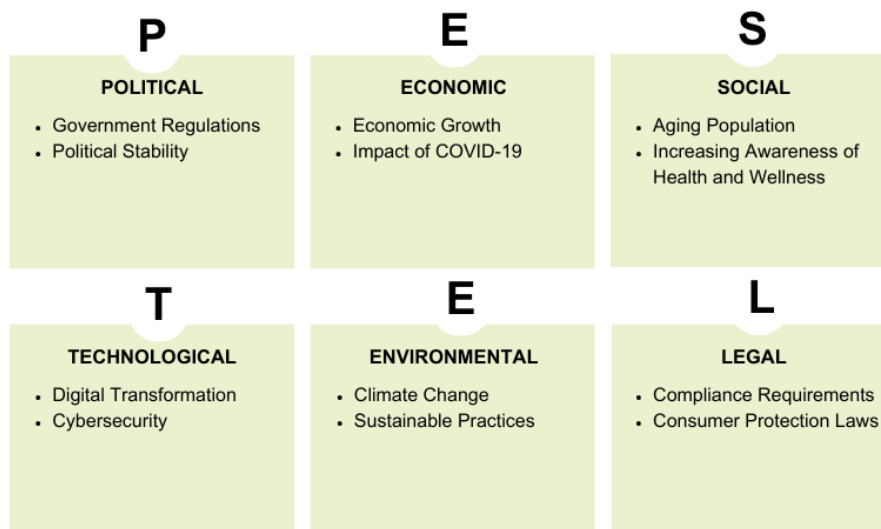 P
POLITICAL
• Government Regulations
• Political Stability
E
ECONOMIC
• Economic Growth
• Impact of COVID-19
S
SOCIAL
• Aging Population
• Increasing Awareness of
Health and Wellness
T
TECHNOLOGICAL
• Digital Transformation
• Cybersecurity
E
ENVIRONMENTAL
• Climate Change
• Sustainable Practices
L
LEGAL
• Compliance Requirements
• Consumer Protection Laws